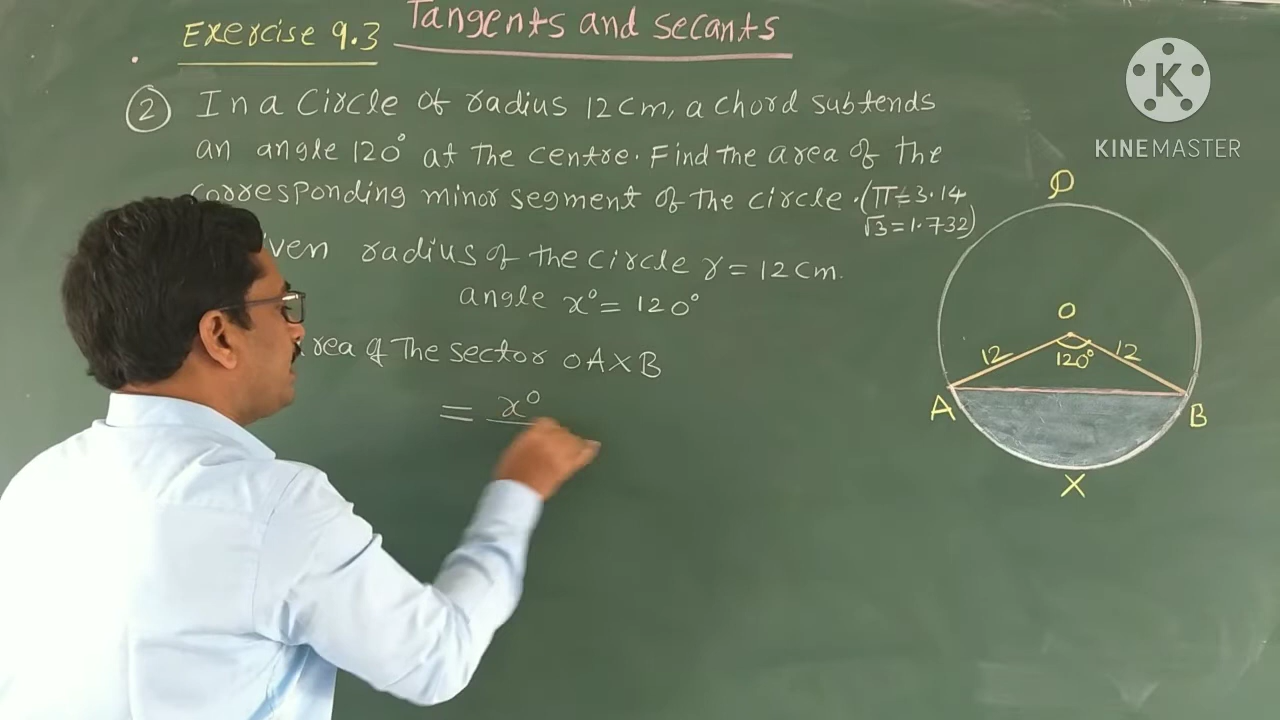 Exercise 9.3 Tangents and secants
② In a Circle of radius 12 cm, a chord subtends
an angle 120° at the centre. Find the area of the
corresponding minor segment of the circle. (π=3.14
√3=1.732)
radius of the circle r = 12 cm.
angle x° = 120°
of the sector OAXB
= x°
K
KINEMASTER
O
12 120° 12
A B
X